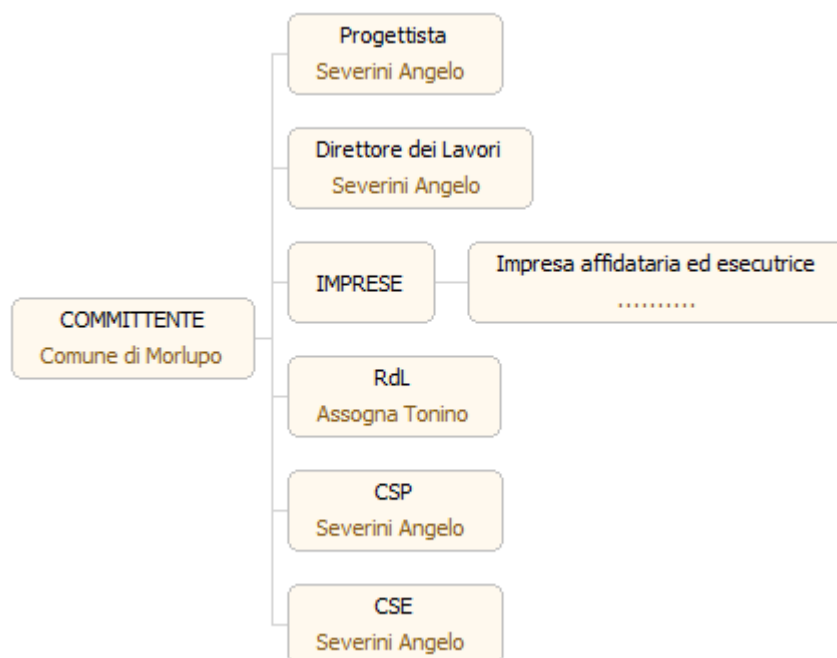 Progettista
Severini Angelo
Direttore dei Lavori
Severini Angelo
IMPRESE
Impresa affidataria ed esecutrice
..........
COMMITTENTE
Comune di Morlupo
RdL
Assogna Tonino
CSP
Severini Angelo
CSE
Severini Angelo